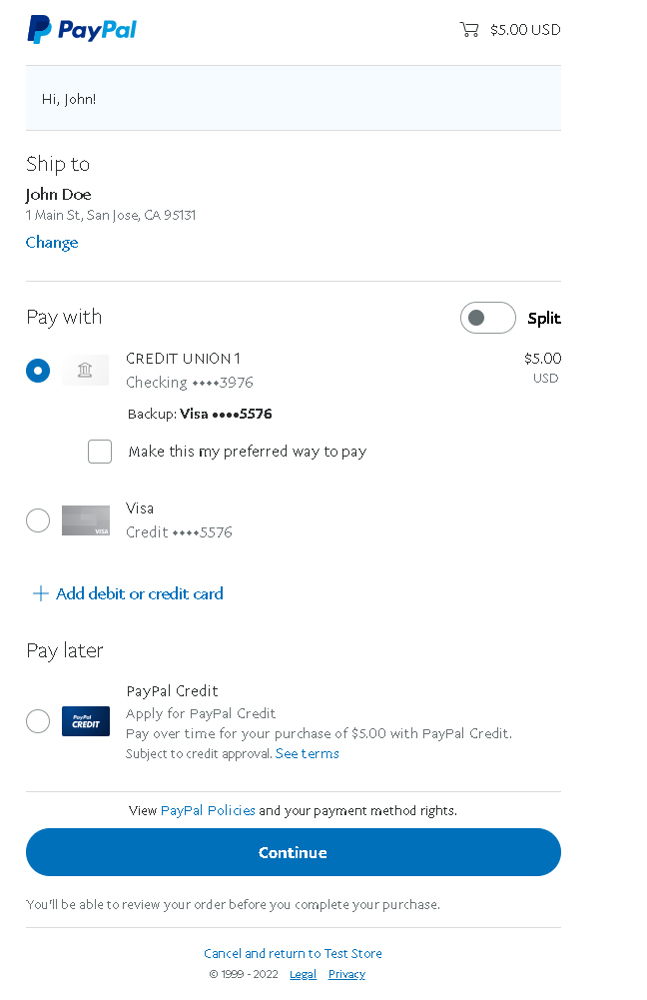 PayPal $5.00 USD
Hi, John!
Ship to
John Doe
1 Main St, San Jose, CA 95131
Change
Pay with Split
CREDIT UNION 1 $5.00
Checking ••••3976 USD
Backup: Visa ••••5576
Make this my preferred way to pay
Visa
VISA Credit ••••5576
+ Add debit or credit card
Pay later
PayPal Credit
PayPal
CREDIT
Apply for PayPal Credit
Pay over time for your purchase of $5.00 with PayPal Credit.
Subject to credit approval. See terms
View PayPal Policies and your payment method rights.
Continue
You'll be able to review your order before you complete your purchase.
Cancel and return to Test Store
© 1999 - 2022 Legal Privacy